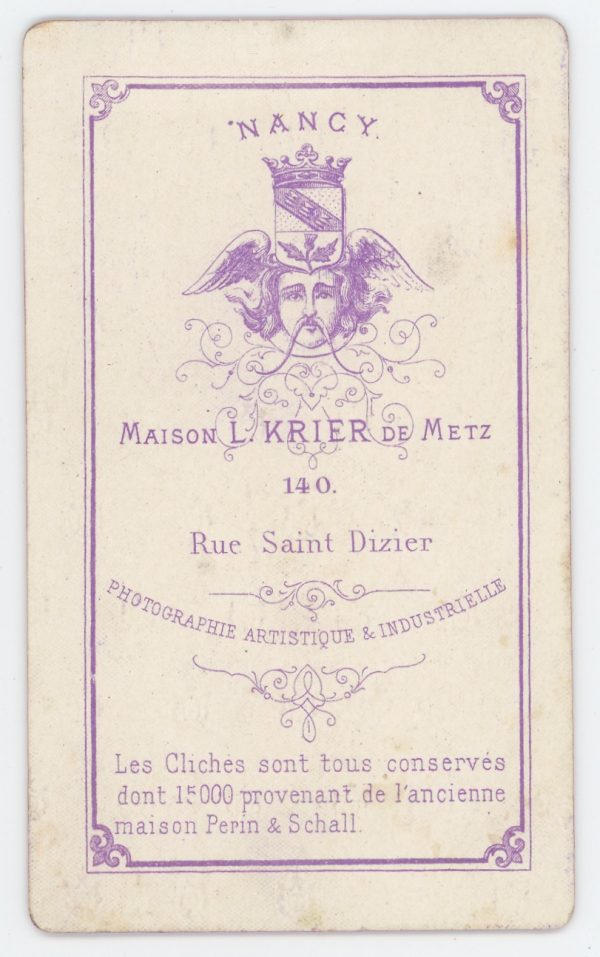 NANCY.
MAISON L. KRIER DE METZ
140.
Rue Saint Dizier
PHOTOGRAPHIE ARTISTIQUE & INDUSTRIELLE
Les Clichés sont tous conservés
dont 15000 provenant de l'ancienne
maison Perin & Schall.